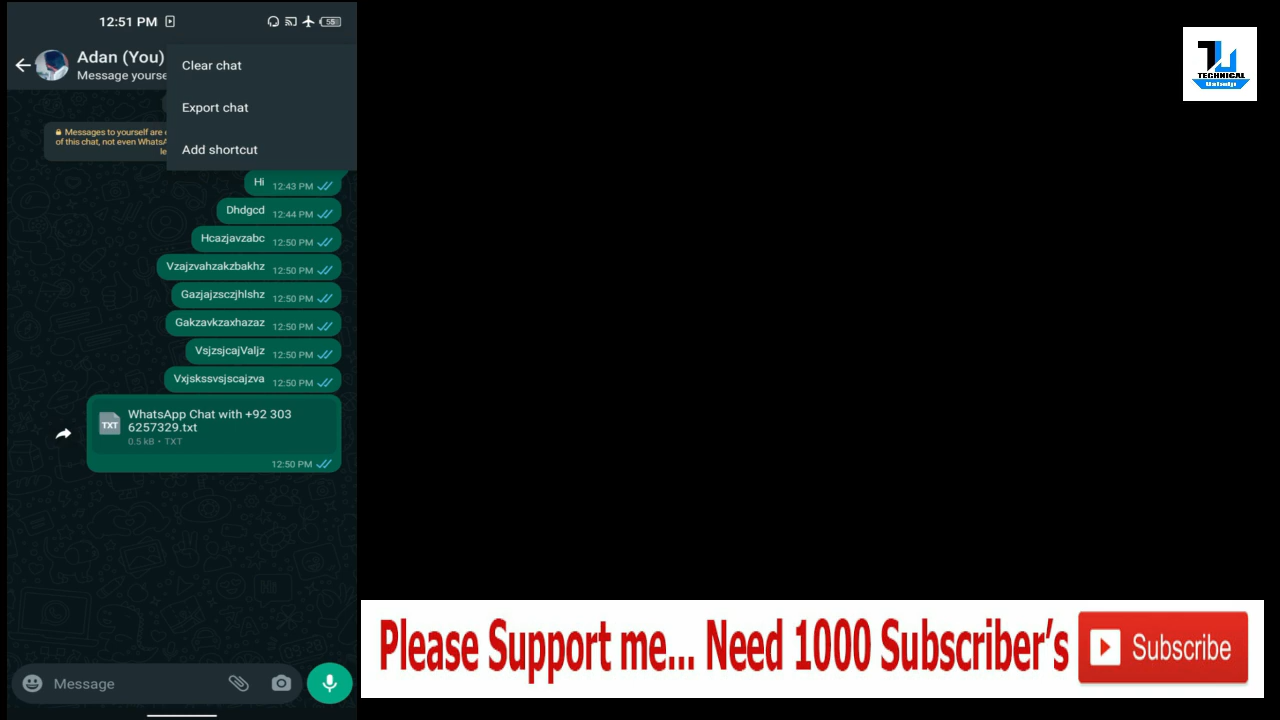 12:51 PM
55
Adan (You)
Message yourse
Clear chat
Export chat
Add shortcut
Messages to yourself are
of this chat, not even WhatsA
le
Hi 12:43 PM
Dhdgcd 12:44 PM
Hcazjavzabc 12:50 PM
Vzajzvahzakzbakhz 12:50 PM
Gazjajzsczjhlshz 12:50 PM
Gakzavkzaxhazaz 12:50 PM
VsjzsjcajValjz 12:50 PM
Vxjskssvsjscajzva 12:50 PM
TXT
WhatsApp Chat with +92 303
6257329.txt
0.5 kB • TXT
12:50 PM
Message
TECHNICAL
Please Support me... Need 1000 Subscriber's
Subscribe